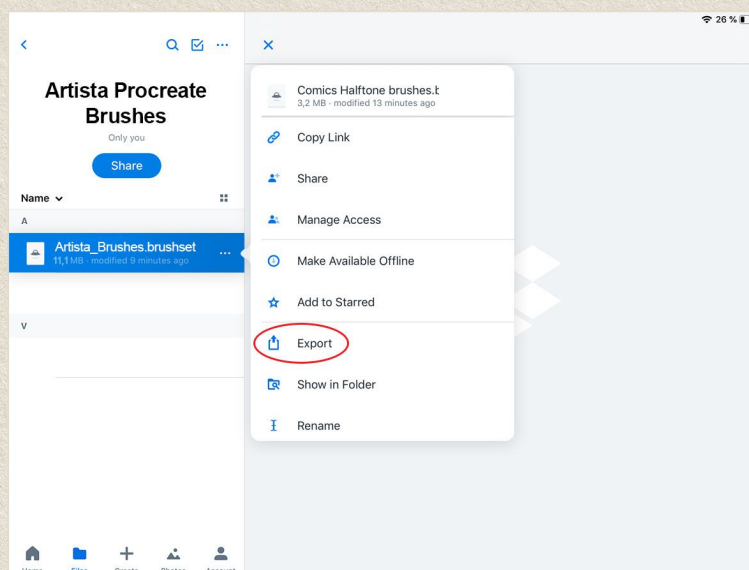 26 %
Artista Procreate
Brushes
Only you
Share
Name
A
Artista_Brushes.brushset
11,1 MB - modified 9 minutes ago
V
Comics Halftone brushes.b
3,2 MB - modified 13 minutes ago
Copy Link
Share
Manage Access
Make Available Offline
Add to Starred
Export
Show in Folder
Rename
Home
Files
Create
Photos
Account